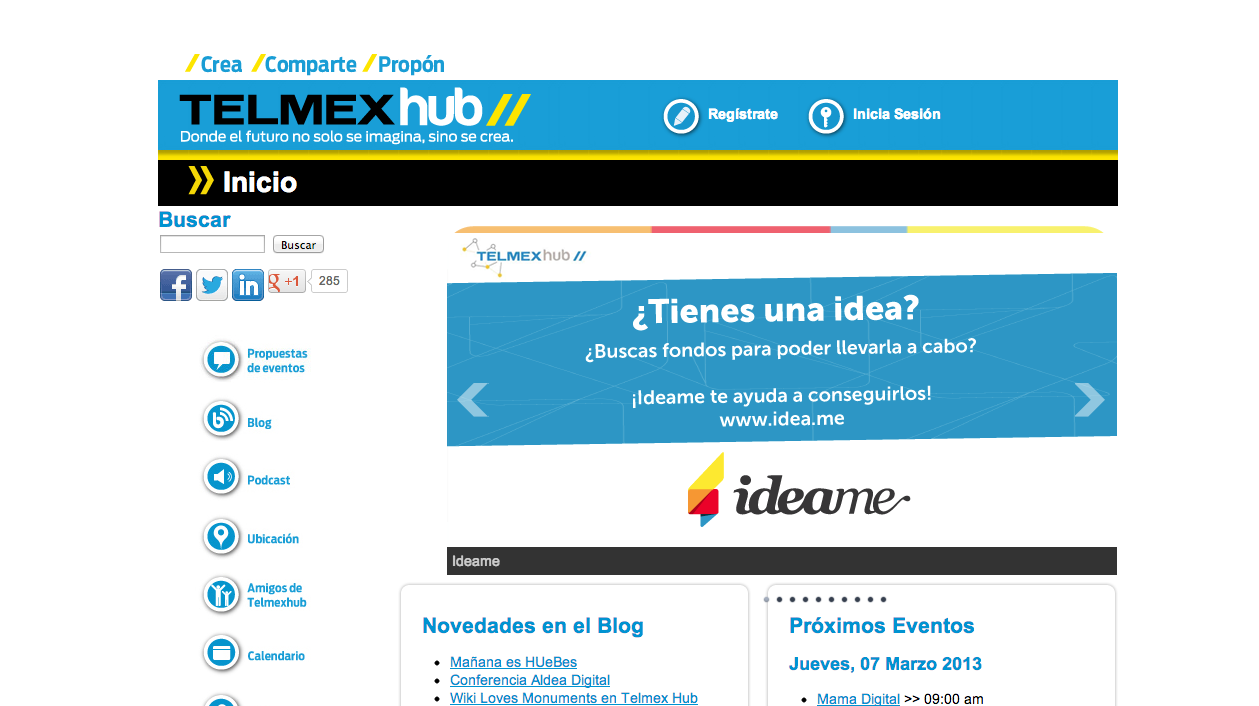 /Crea /Comparte /Propón
TELMEXhub//
Donde el futuro no solo se imagina, sino se crea.
Regístrate
Inicia Sesión
Inicio
Buscar
Buscar
+1
285
Propuestas
de eventos
Blog
Podcast
Ubicación
Amigos de
Telmexhub
Calendario
TELMEXhub //
¿Tienes una idea?
¿Buscas fondos para poder llevarla a cabo?
¡Ideame te ayuda a conseguirlos!
www.idea.me
ideame
Ideame
Novedades en el Blog
Mañana es HUeBes
Conferencia Aldea Digital
Wiki Loves Monuments en Telmex Hub
Próximos Eventos
Jueves, 07 Marzo 2013
Mama Digital >> 09:00 am